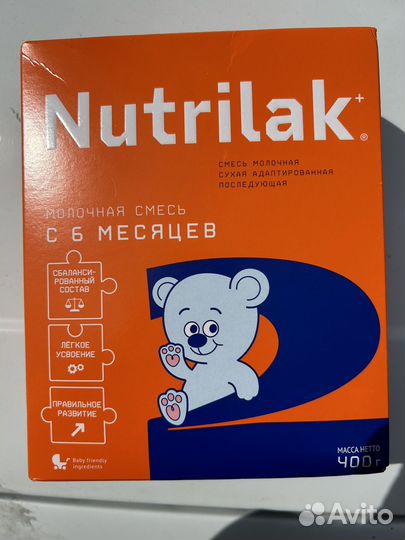 Nutrilak+®
СМЕСЬ МОЛОЧНАЯ
СУХАЯ АДАПТИРОВАННАЯ
ПОСЛЕДУЮЩАЯ
МОЛОЧНАЯ СМЕСЬ
С 6 МЕСЯЦЕВ
СБАЛАНСИ-
РОВАННЫЙ
СОСТАВ
ЛЁГКОЕ
УСВОЕНИЕ
ПРАВИЛЬНОЕ
РАЗВИТИЕ
2
Baby friendly
ingredients
МАССА НЕТТО
400 г
Avito